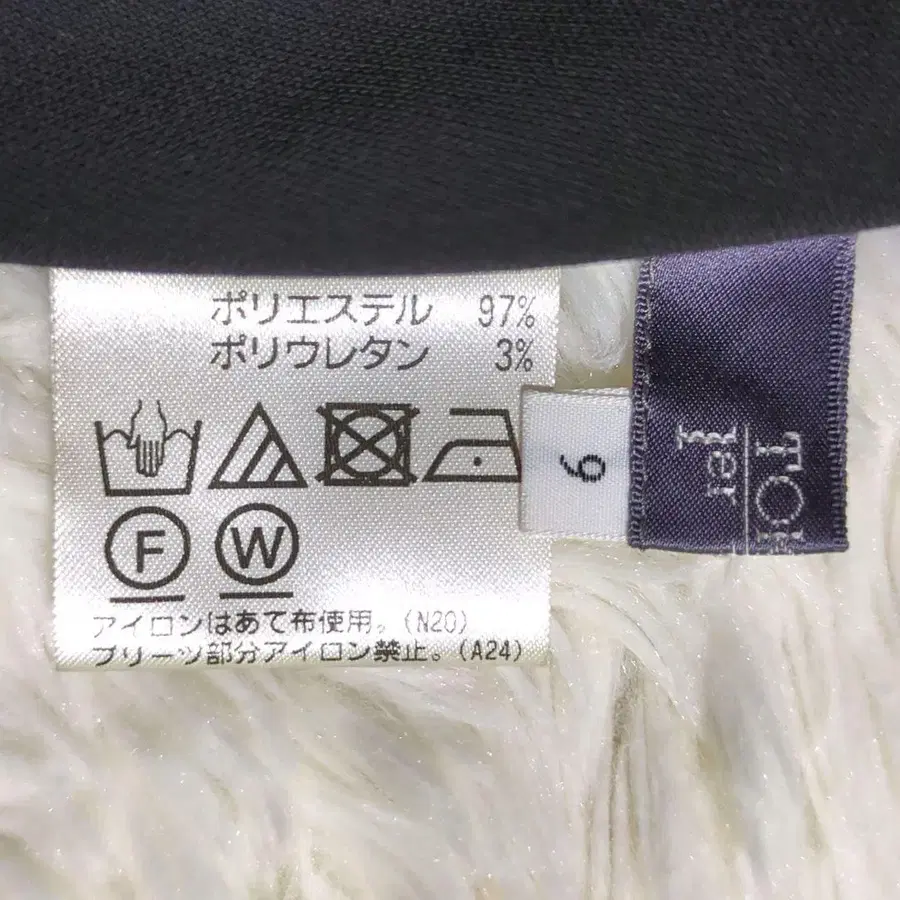 ポリエステル 97%
ポリウレタン 3%
F W
アイロンはあて布使用。(N20)
プリーツ部分アイロン禁止。(A24)